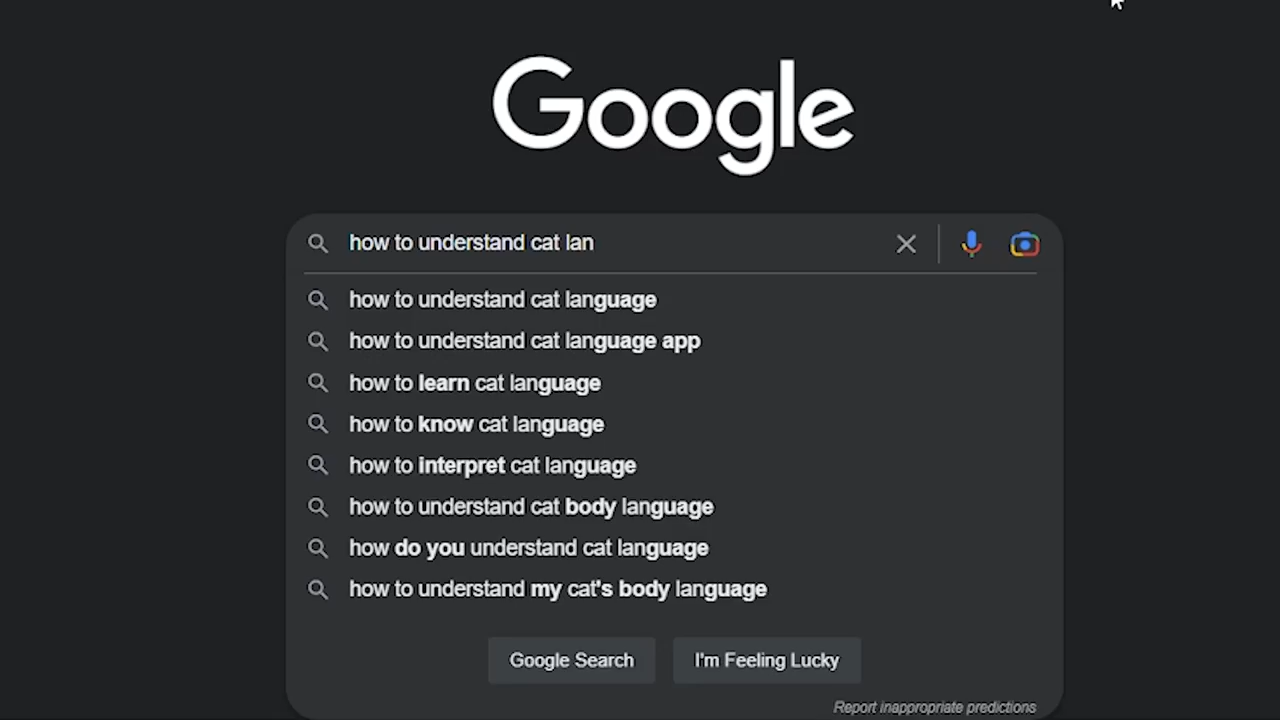 Google
how to understand cat lan
how to understand cat language
how to understand cat language app
how to learn cat language
how to know cat language
how to interpret cat language
how to understand cat body language
how do you understand cat language
how to understand my cat's body language
Google Search
I'm Feeling Lucky
Report inappropriate predictions